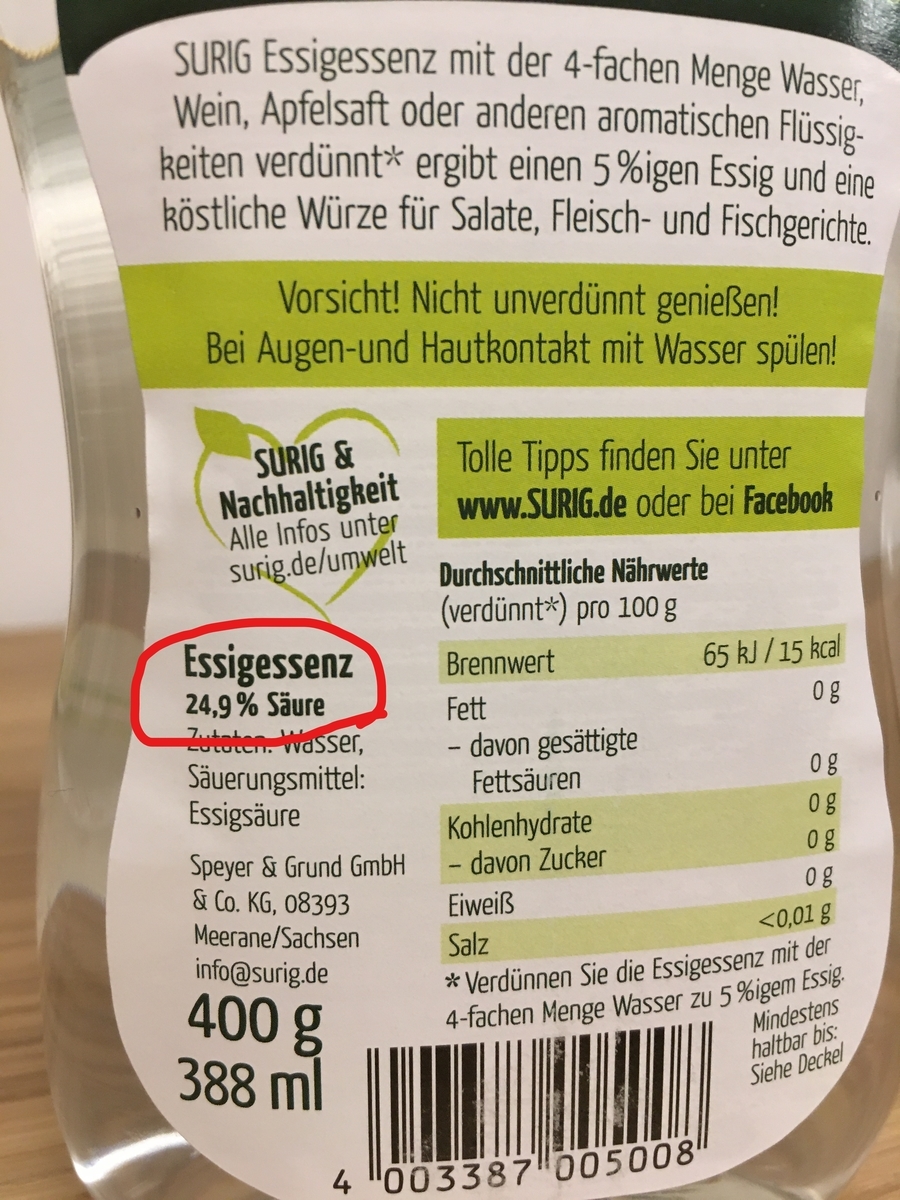 SURIG Essigessenz mit der 4-fachen Menge Wasser,
Wein, Apfelsaft oder anderen aromatischen Flüssig-
keiten verdünnt* ergibt einen 5 %igen Essig und eine
köstliche Würze für Salate, Fleisch- und Fischgerichte.
Vorsicht! Nicht unverdünnt genießen!
Bei Augen-und Hautkontakt mit Wasser spülen!
SURIG &
Nachhaltigkeit
Alle Infos unter
surig.de/umwelt
Tolle Tipps finden Sie unter
www.SURIG.de oder bei Facebook
Essigessenz
24,9 % Säure
Zutaten: Wasser,
Säuerungsmittel:
Essigsäure
Speyer & Grund GmbH
& Co. KG, 08393
Meerane/Sachsen
info@surig.de
400 g
388 ml
Durchschnittliche Nährwerte
(verdünnt*) pro 100 g
Brennwert 65 kJ / 15 kcal
Fett 0 g
– davon gesättigte
Fettsäuren 0 g
Kohlenhydrate 0 g
– davon Zucker 0 g
Eiweiß 0 g
Salz <0,01 g
* Verdünnen Sie die Essigessenz mit der
4-fachen Menge Wasser zu 5 %igem Essig.
Mindestens
haltbar bis:
Siehe Deckel
4 003387 005008